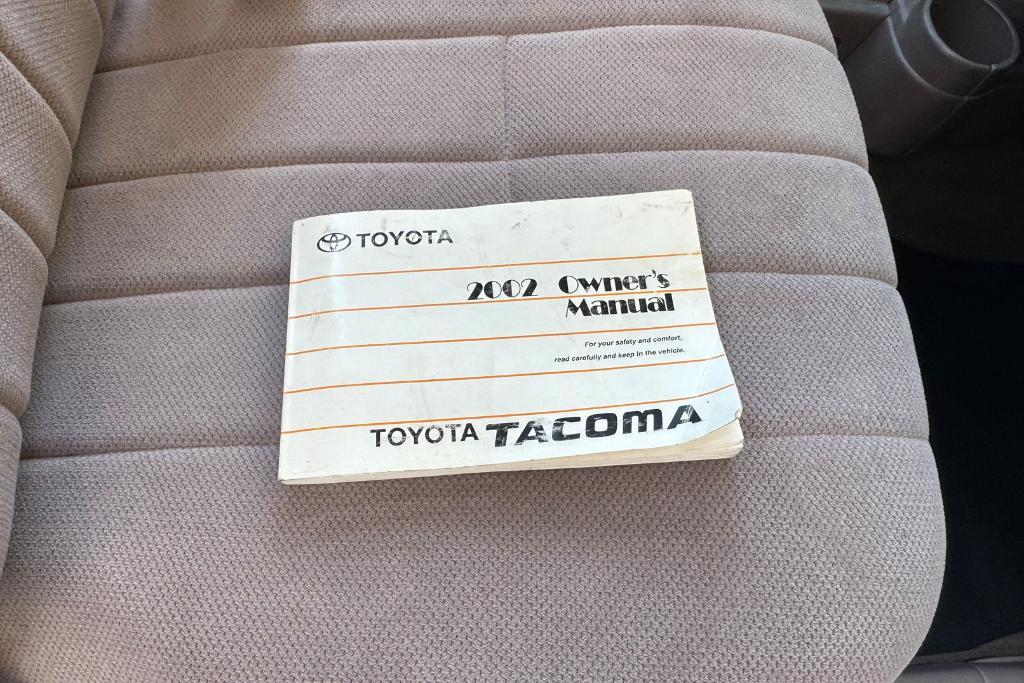 TOYOTA
2002 Owner's
Manual
For your safety and comfort,
read carefully and keep in the vehicle.
TOYOTA TACOMA